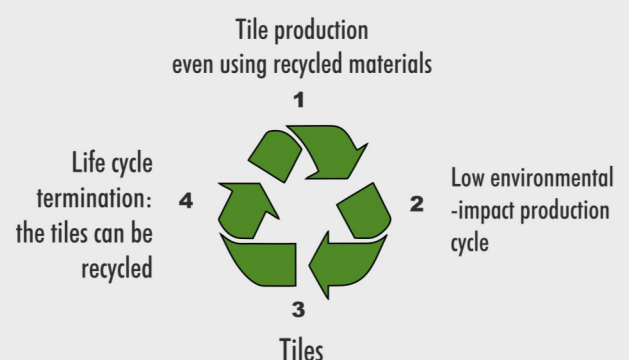 Tile production
even using recycled materials
1
Life cycle
termination:
the tiles can be
recycled
4
2
Low environmental
-impact production
cycle
3
Tiles